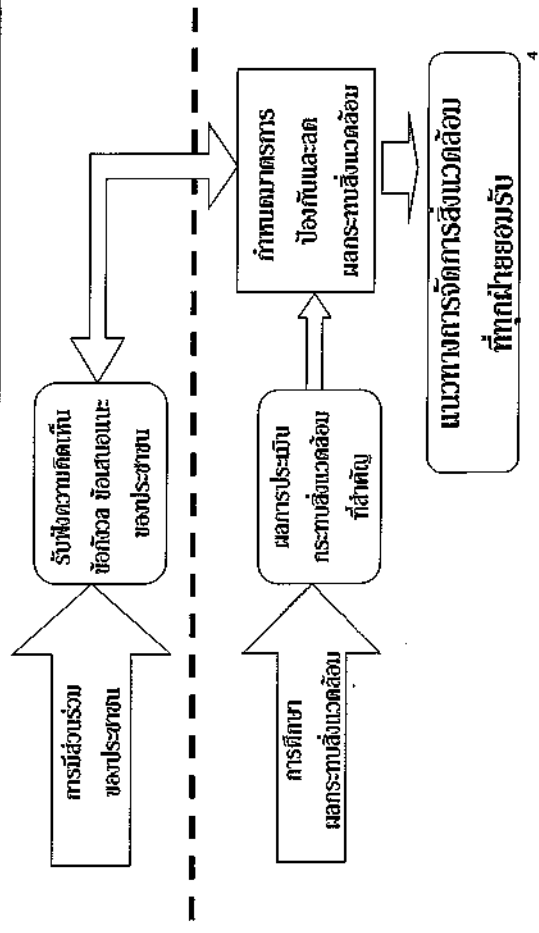 การมีส่วนร่วม
ของประชาชน
รับฟังความคิดเห็น
ข้อกังวล ข้อเสนอแนะ
ของประชาชน
การศึกษา
ผลกระทบสิ่งแวดล้อม
ผลการประเมิน
กระทบสิ่งแวดล้อม
ที่สำคัญ
กำหนดมาตรการ
ป้องกันและลด
ผลกระทบสิ่งแวดล้อม
แนวทางการจัดการสิ่งแวดล้อม
ที่ทุกฝ่ายยอมรับ
4